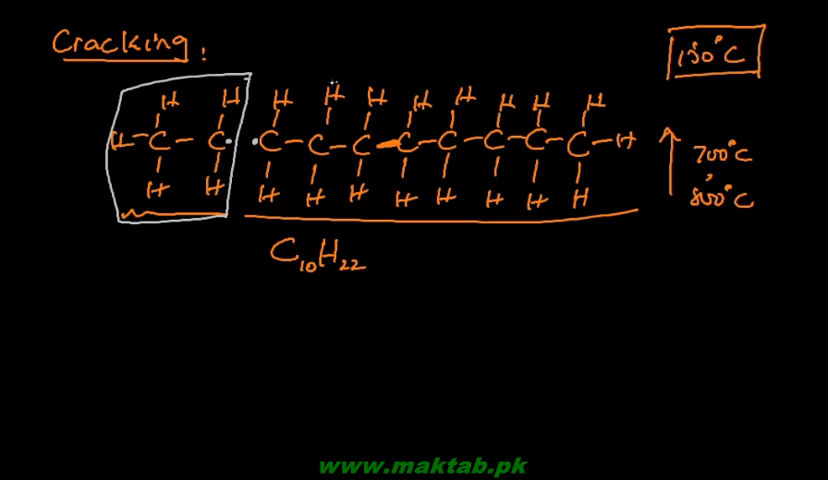 Cracking :
150°C
H H H H H H H H H H
H-C-C· ·C-C-C-C-C-C-C-C-H
H H H H H H H H H H
700°C
,
800°C
C₁₀H₂₂
www.maktab.pk